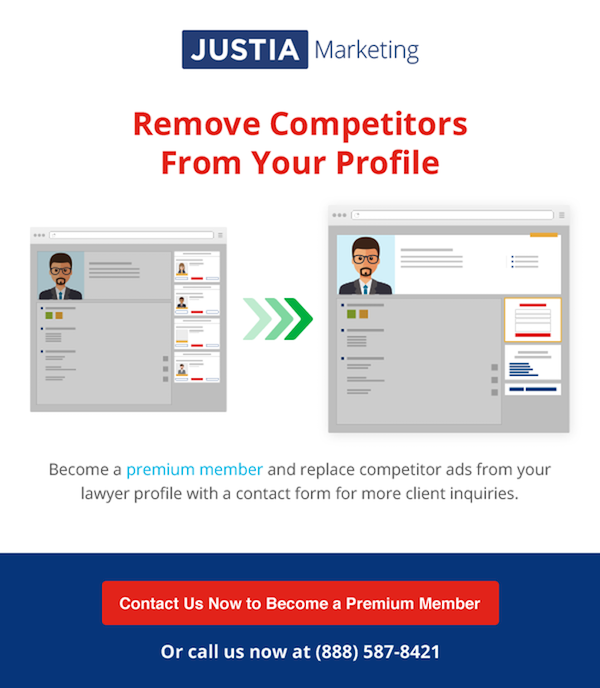 JUSTIA Marketing
Remove Competitors
From Your Profile
Become a premium member and replace competitor ads from your
lawyer profile with a contact form for more client inquiries.
Contact Us Now to Become a Premium Member
Or call us now at (888) 587-8421